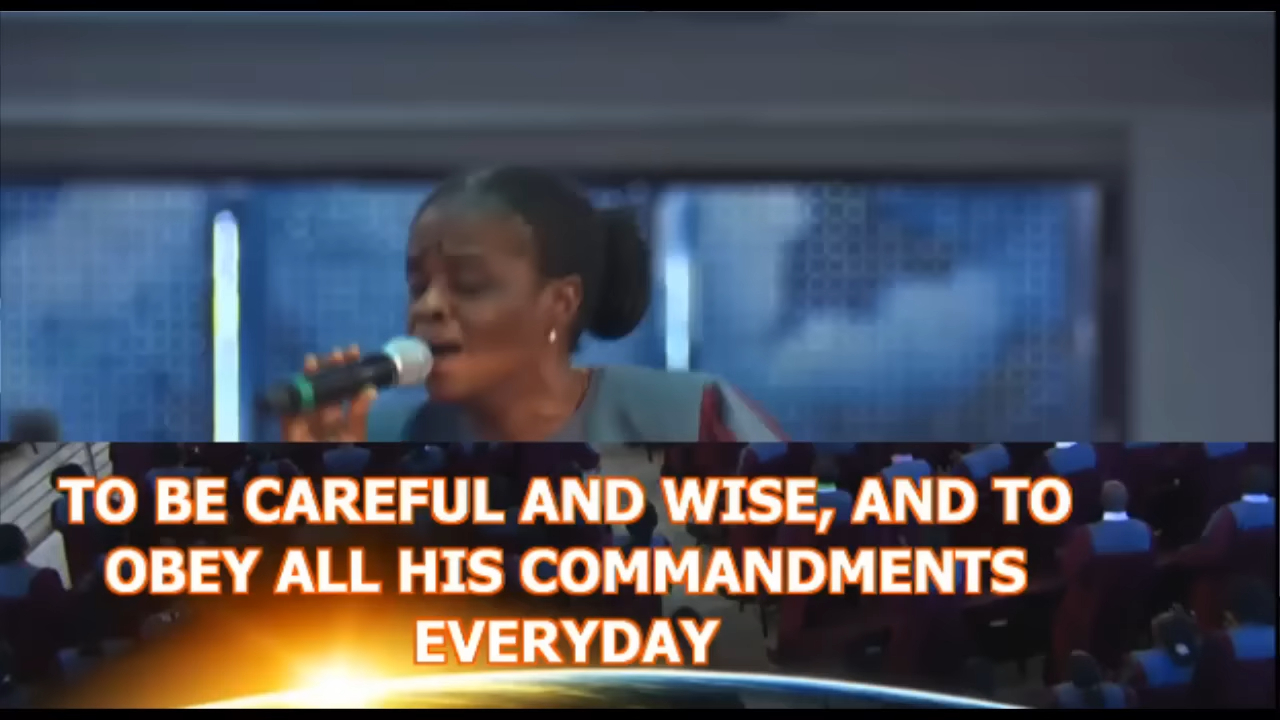 TO BE CAREFUL AND WISE, AND TO
OBEY ALL HIS COMMANDMENTS
EVERYDAY